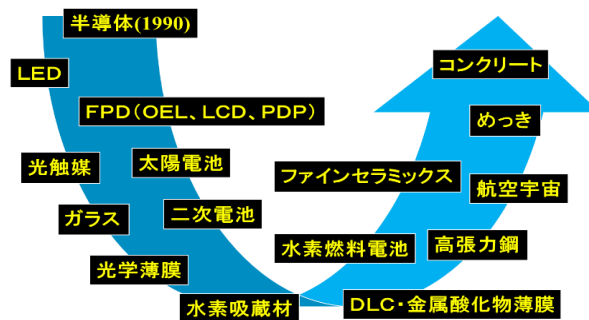 半導体(1990)
LED
FPD(OEL、LCD、PDP)
光触媒
太陽電池
ガラス
二次電池
光学薄膜
水素吸蔵材
DLC・金属酸化物薄膜
水素燃料電池
高張力鋼
ファインセラミックス
航空宇宙
めっき
コンクリート